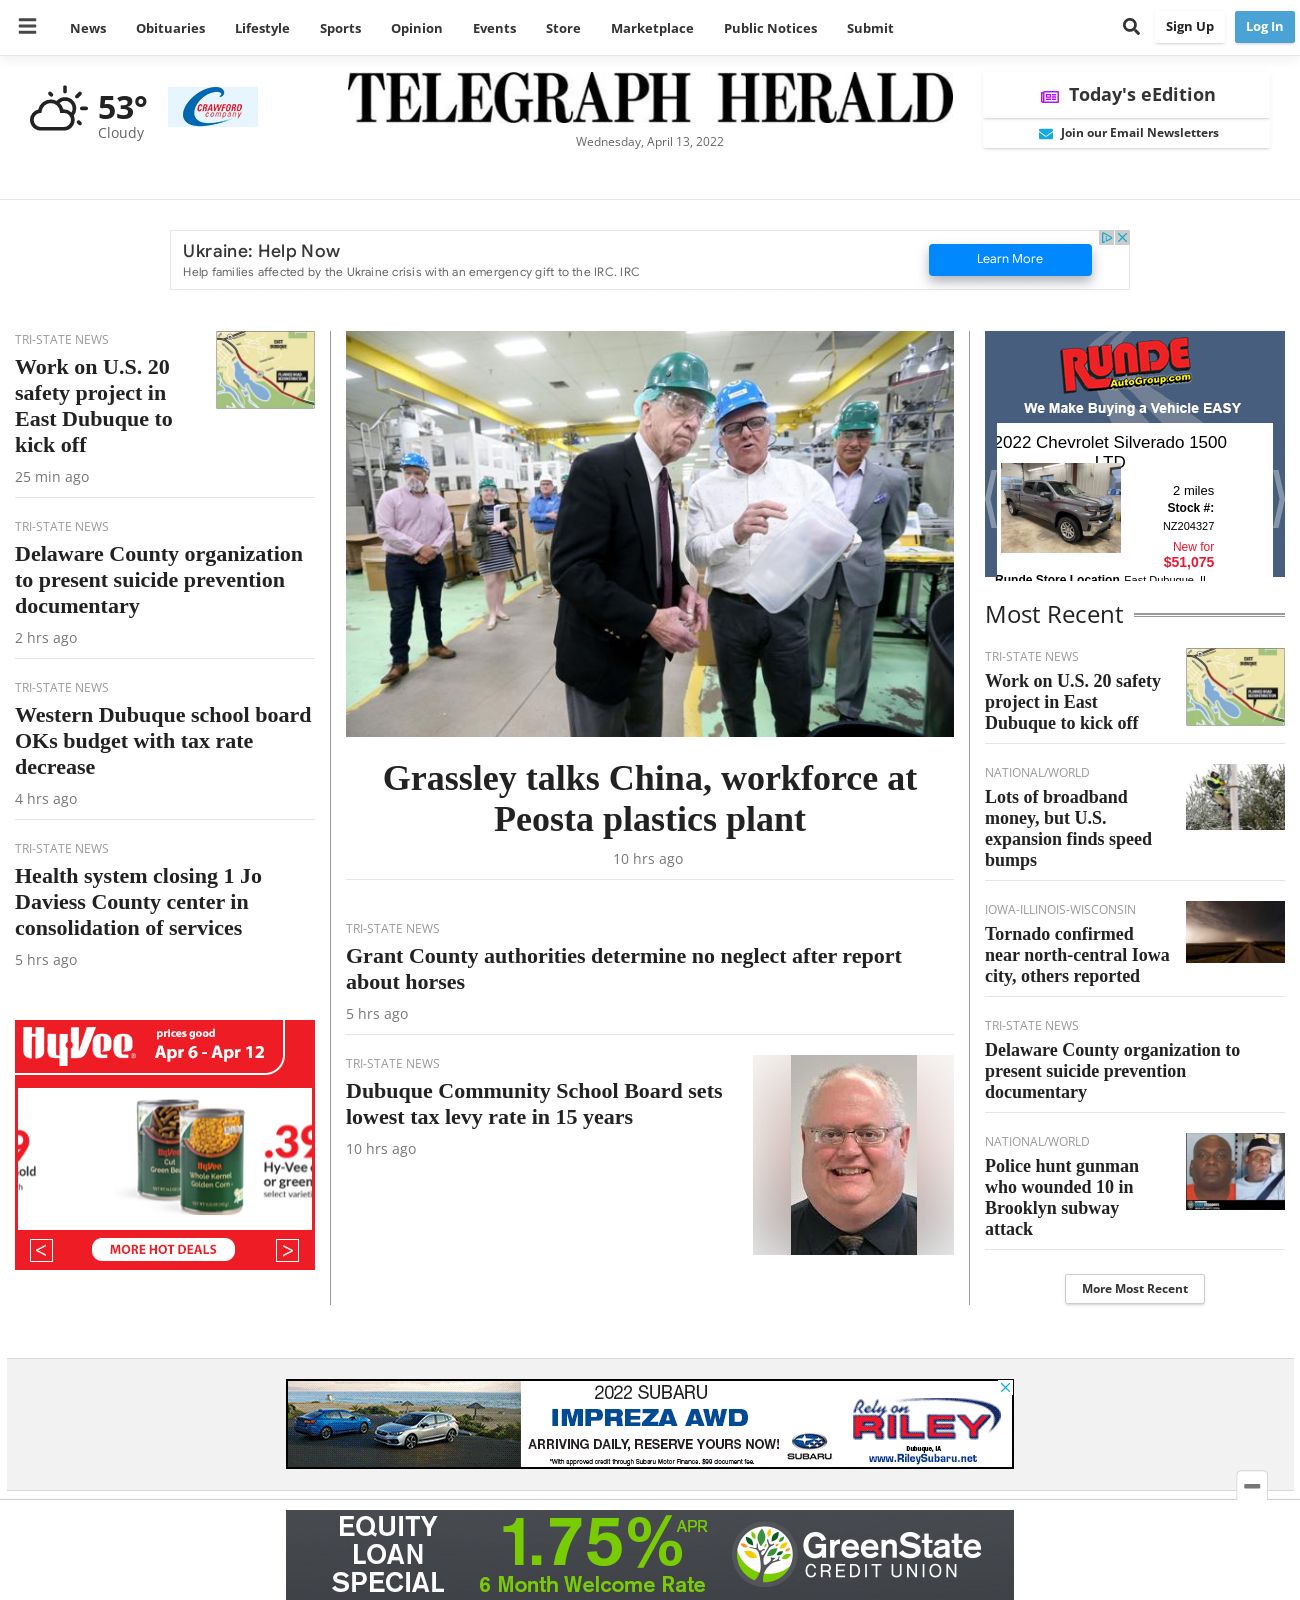 News Obituaries Lifestyle Sports Opinion Events Store Marketplace Public Notices Submit Sign Up Log In
53°
Cloudy
CRAWFORD
company
TELEGRAPH HERALD
Wednesday, April 13, 2022
Today's eEdition
Join our Email Newsletters
Ukraine: Help Now
Help families affected by the Ukraine crisis with an emergency gift to the IRC. IRC
Learn More
TRI-STATE NEWS
Work on U.S. 20
safety project in
East Dubuque to
kick off
25 min ago
TRI-STATE NEWS
Delaware County organization
to present suicide prevention
documentary
2 hrs ago
TRI-STATE NEWS
Western Dubuque school board
OKs budget with tax rate
decrease
4 hrs ago
TRI-STATE NEWS
Health system closing 1 Jo
Daviess County center in
consolidation of services
5 hrs ago
HyVee
prices good
Apr 6 - Apr 12
HyVee
Cut
Green Bea
HyVee
Whole Kernel
Golden Corn
.39
Hy-Vee
or green
select varieti
<
MORE HOT DEALS
>
Grassley talks China, workforce at
Peosta plastics plant
10 hrs ago
TRI-STATE NEWS
Grant County authorities determine no neglect after report
about horses
5 hrs ago
TRI-STATE NEWS
Dubuque Community School Board sets
lowest tax levy rate in 15 years
10 hrs ago
RUNDE
AutoGroup.com
We Make Buying a Vehicle EASY
2022 Chevrolet Silverado 1500
LTD
2 miles
Stock #:
NZ204327
New for
$51,075
Runde Store Location East Dubuque, IL
Most Recent
TRI-STATE NEWS
Work on U.S. 20 safety
project in East
Dubuque to kick off
NATIONAL/WORLD
Lots of broadband
money, but U.S.
expansion finds speed
bumps
IOWA-ILLINOIS-WISCONSIN
Tornado confirmed
near north-central Iowa
city, others reported
TRI-STATE NEWS
Delaware County organization to
present suicide prevention
documentary
NATIONAL/WORLD
Police hunt gunman
who wounded 10 in
Brooklyn subway
attack
More Most Recent
2022 SUBARU
IMPREZA AWD
ARRIVING DAILY, RESERVE YOURS NOW!
*With approved credit through Subaru Motor Finance. $99 document fee.
SUBARU
Rely on
RILEY
Dubuque, IA
www.RileySubaru.net
EQUITY
LOAN
SPECIAL
1.75% APR
6 Month Welcome Rate
GreenState
CREDIT UNION